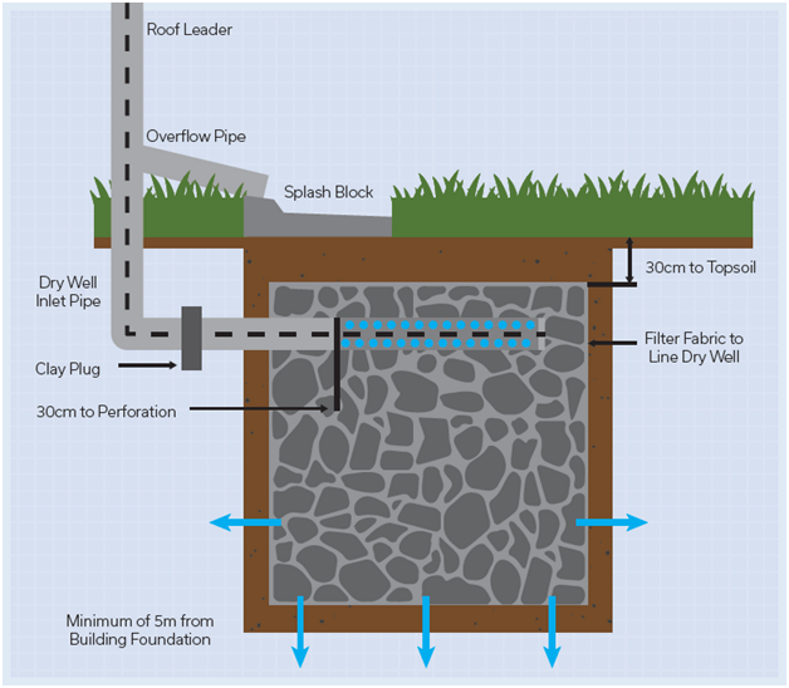 Roof Leader
Overflow Pipe
Splash Block
30cm to Topsoil
Dry Well
Inlet Pipe
Filter Fabric to
Line Dry Well
Clay Plug
30cm to Perforation
Minimum of 5m from
Building Foundation